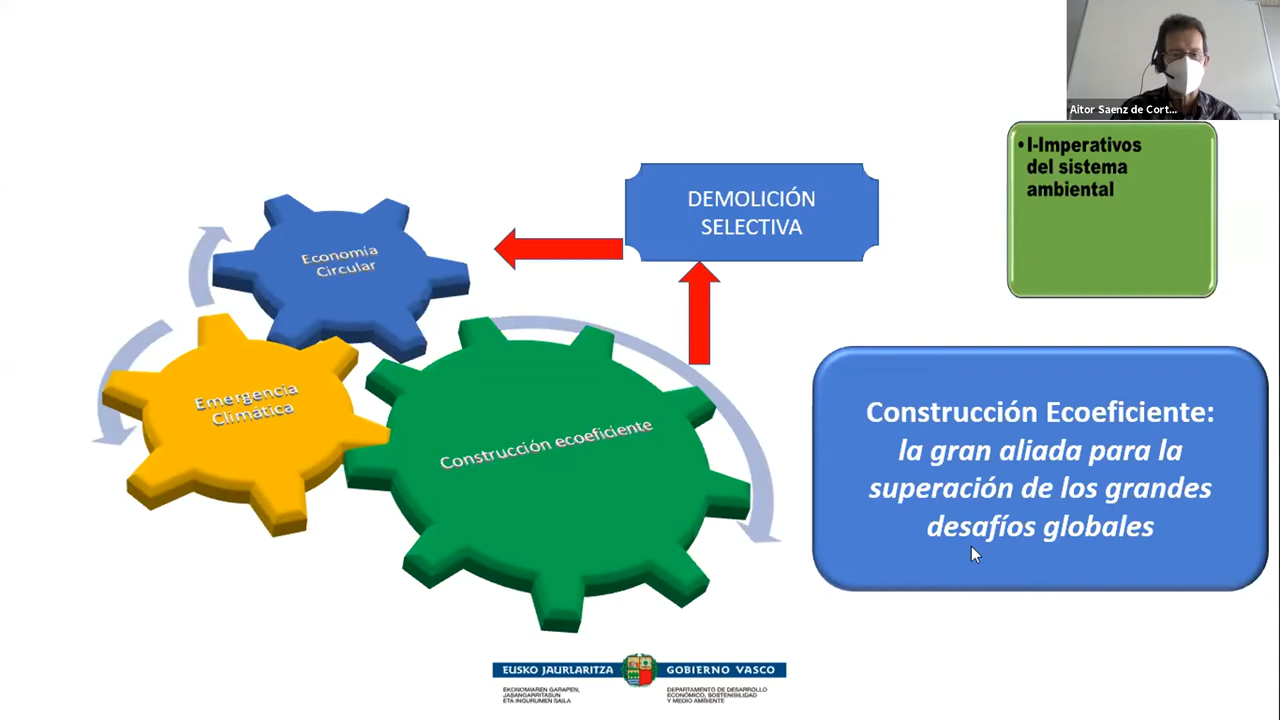 Aitor Saenz de Cort...
•I-Imperativos
del sistema
ambiental
DEMOLICIÓN
SELECTIVA
Economía
Circular
Emergencia
Climática
Construcción ecoeficiente
Construcción Ecoeficiente:
la gran aliada para la
superación de los grandes
desafíos globales
EUSKO JAURLARITZA
GOBIERNO VASCO
EKONOMIAREN GARAPEN,
JASANGARRITASUN
ETA INGURUMEN SAILA
DEPARTAMENTO DE DESARROLLO
ECONÓMICO, SOSTENIBILIDAD
Y MEDIO AMBIENTE